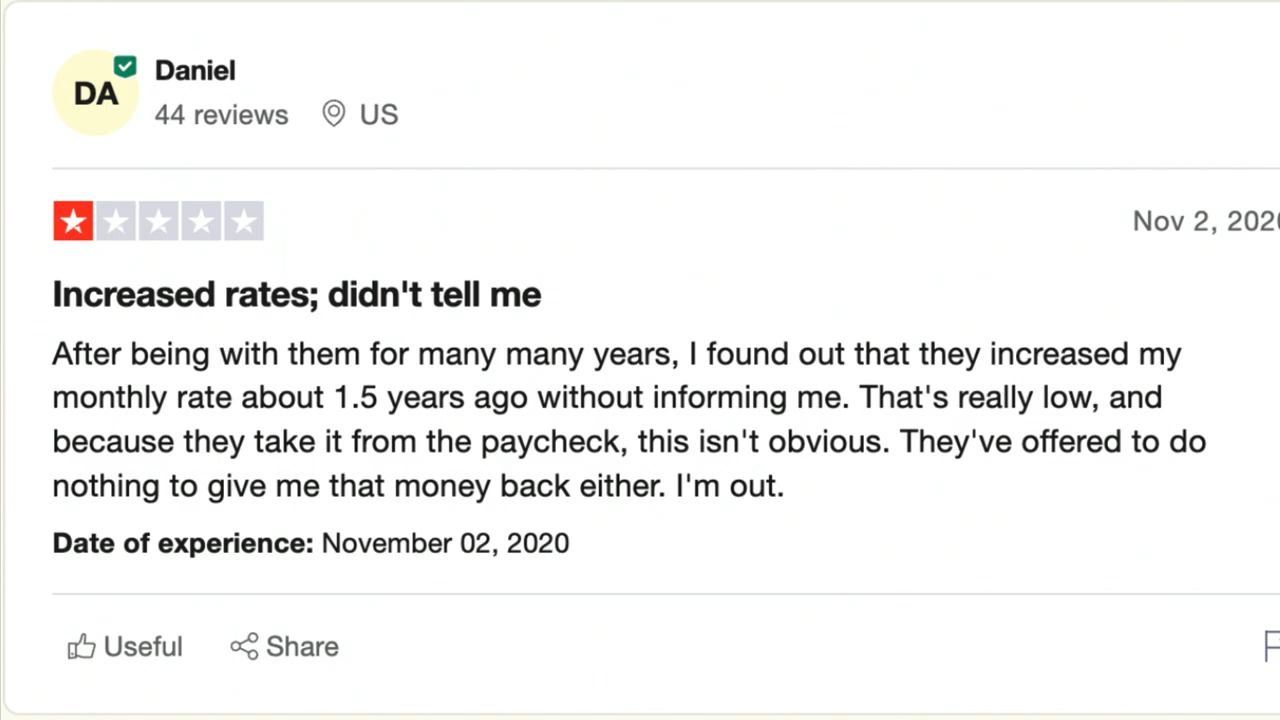 DA
Daniel
44 reviews
US
Nov 2, 2020
Increased rates; didn't tell me
After being with them for many many years, I found out that they increased my
monthly rate about 1.5 years ago without informing me. That's really low, and
because they take it from the paycheck, this isn't obvious. They've offered to do
nothing to give me that money back either. I'm out.
Date of experience: November 02, 2020
Useful
Share